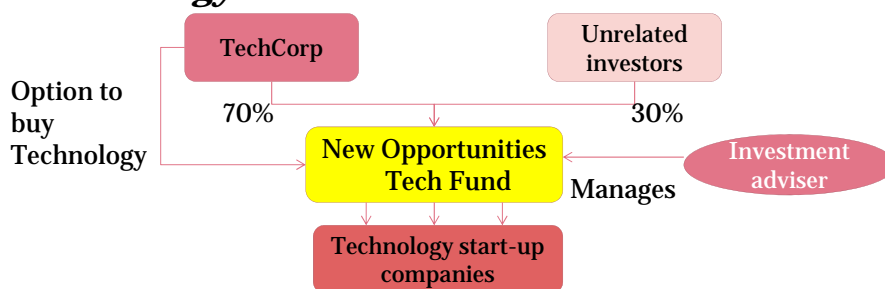 TechCorp
Unrelated
investors
Option to
buy
Technology
70%
30%
New Opportunities
Tech Fund
Investment
adviser
Manages
Technology start-up
companies